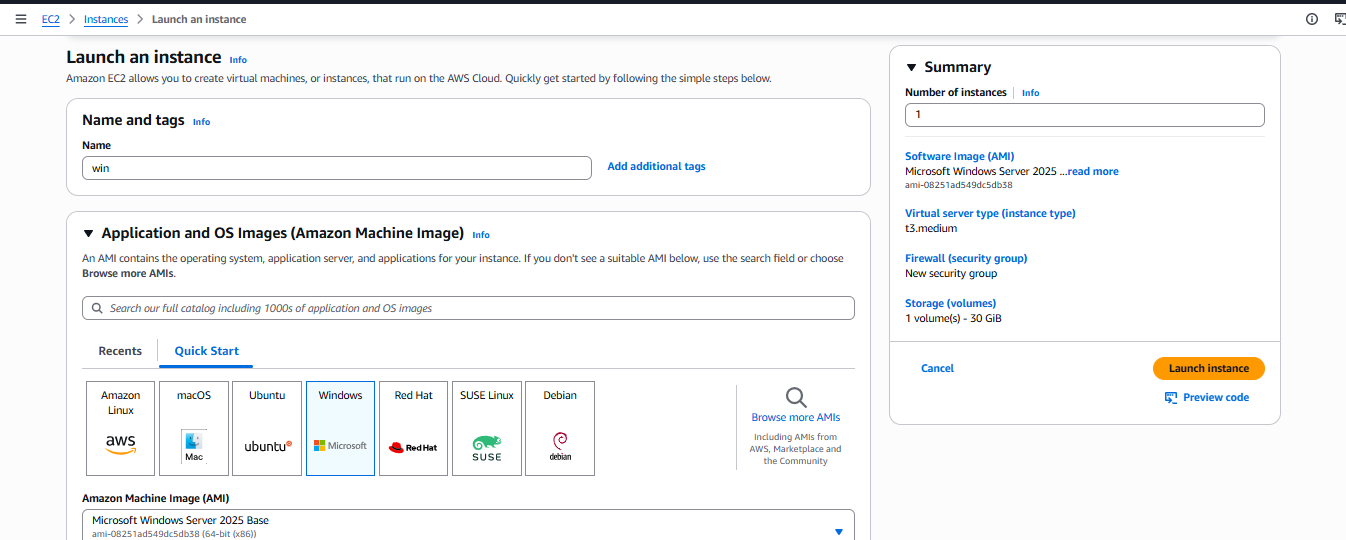 EC2 > Instances > Launch an instance
Launch an instance Info
Amazon EC2 allows you to create virtual machines, or instances, that run on the AWS Cloud. Quickly get started by following the simple steps below.
Name and tags Info
Name
win
Add additional tags
Application and OS Images (Amazon Machine Image) Info
An AMI contains the operating system, application server, and applications for your instance. If you don't see a suitable AMI below, use the search field or choose
Browse more AMIs.
Search our full catalog including 1000s of application and OS images
Recents
Quick Start
Amazon
Linux
aws
macOS
Mac
Ubuntu
ubuntu
Windows
Microsoft
Red Hat
RedHat
SUSE Linux
SUSE
Debian
debian
Browse more AMIs
Including AMIs from
AWS, Marketplace and
the Community
Amazon Machine Image (AMI)
Microsoft Windows Server 2025 Base
ami-08251ad549dc5db38 (64-bit (x86))
Summary
Number of instances Info
1
Software Image (AMI)
Microsoft Windows Server 2025 ...read more
ami-08251ad549dc5db38
Virtual server type (instance type)
t3.medium
Firewall (security group)
New security group
Storage (volumes)
1 volume(s) - 30 GiB
Cancel
Launch instance
Preview code